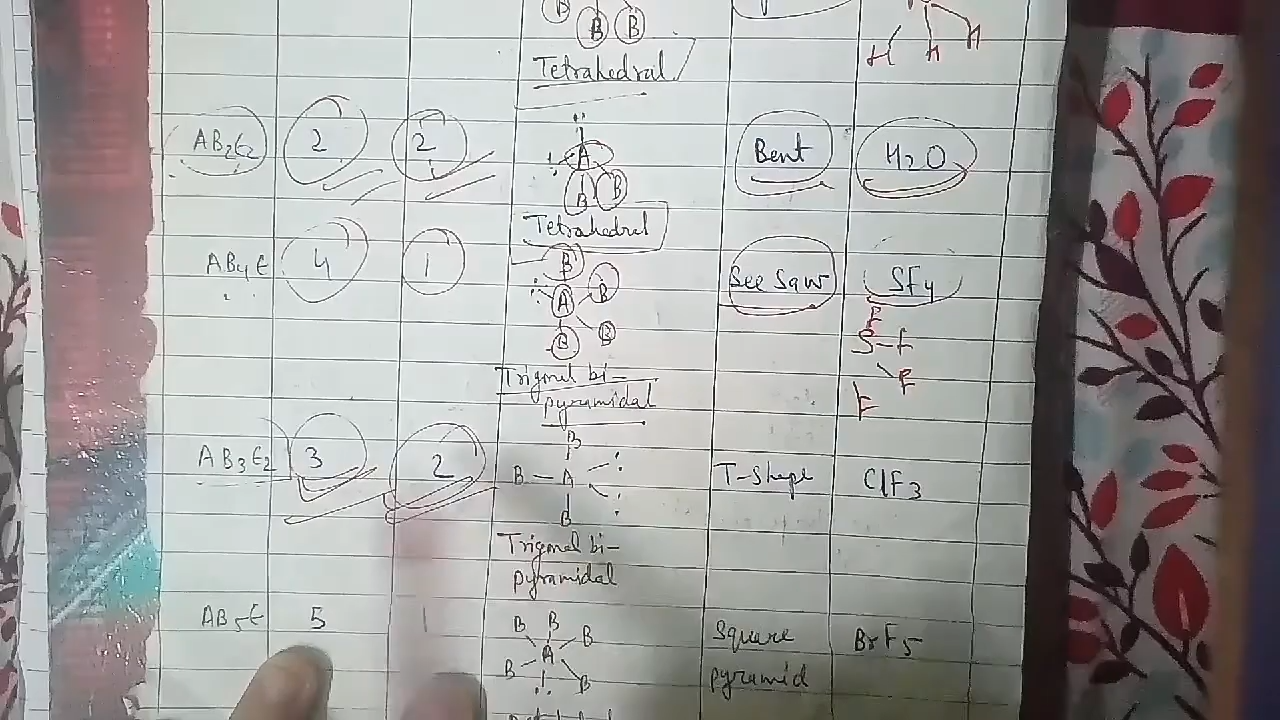 B B B
H H H
Tetrahedral
AB2E2 2 2 A Bent H2O
B B
Tetrahedral
B
AB4E 4 1 A B See Saw SF4
B B
F
S-F
F
F
Trigonal bi-
pyramidal
B
AB3E2 3 2 B-A T-Shape ClF3
B
Trigonal bi-
pyramidal
AB5E 5 1 B B B Square BrF5
A
B B pyramid